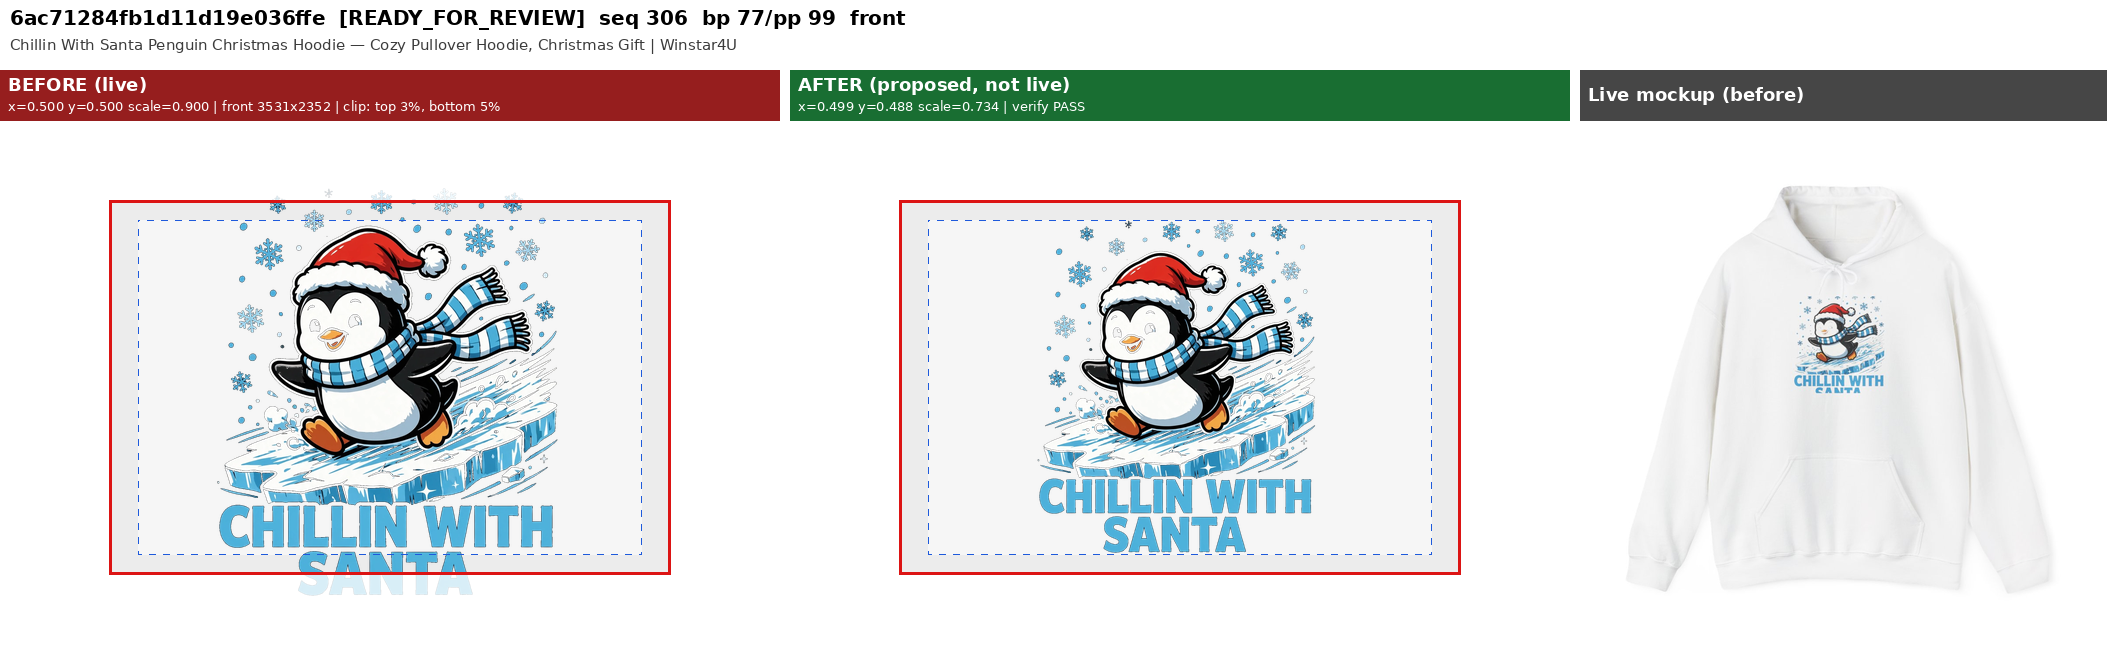 6ac71284fb1d11d19e036ffe [READY_FOR_REVIEW] seq 306 bp 77/pp 99 front
Chillin With Santa Penguin Christmas Hoodie — Cozy Pullover Hoodie, Christmas Gift | Winstar4U
BEFORE (live)
x=0.500 y=0.500 scale=0.900 | front 3531x2352 | clip: top 3%, bottom 5%
AFTER (proposed, not live)
x=0.499 y=0.488 scale=0.734 | verify PASS
Live mockup (before)
CHILLIN WITH
SANTA
CHILLIN WITH
SANTA
CHILLIN WITH
SANTA